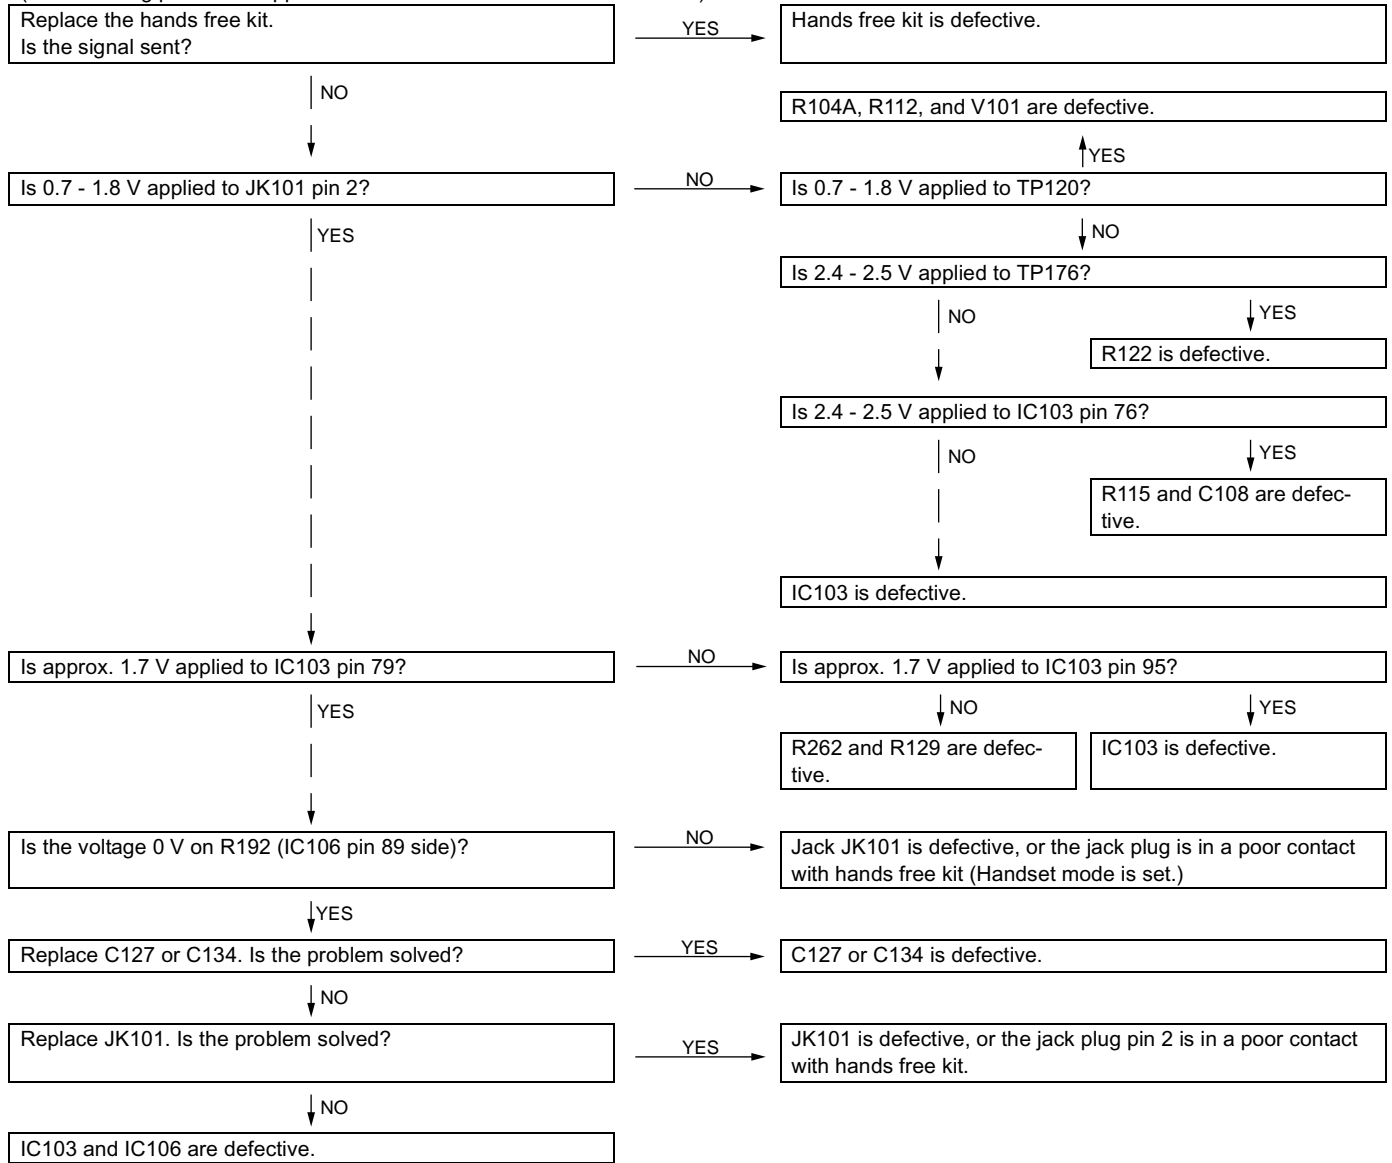 Replace the hands free kit.
Is the signal sent?
YES
Hands free kit is defective.
NO
R104A, R112, and V101 are defective.
YES
Is 0.7 - 1.8 V applied to JK101 pin 2?
NO
Is 0.7 - 1.8 V applied to TP120?
YES
NO
Is 2.4 - 2.5 V applied to TP176?
NO
YES
R122 is defective.
Is 2.4 - 2.5 V applied to IC103 pin 76?
NO
YES
R115 and C108 are defec-
tive.
IC103 is defective.
Is approx. 1.7 V applied to IC103 pin 79?
NO
Is approx. 1.7 V applied to IC103 pin 95?
YES
NO
YES
R262 and R129 are defec-
tive.
IC103 is defective.
Is the voltage 0 V on R192 (IC106 pin 89 side)?
NO
Jack JK101 is defective, or the jack plug is in a poor contact
with hands free kit (Handset mode is set.)
YES
Replace C127 or C134. Is the problem solved?
YES
C127 or C134 is defective.
NO
Replace JK101. Is the problem solved?
YES
JK101 is defective, or the jack plug pin 2 is in a poor contact
with hands free kit.
NO
IC103 and IC106 are defective.